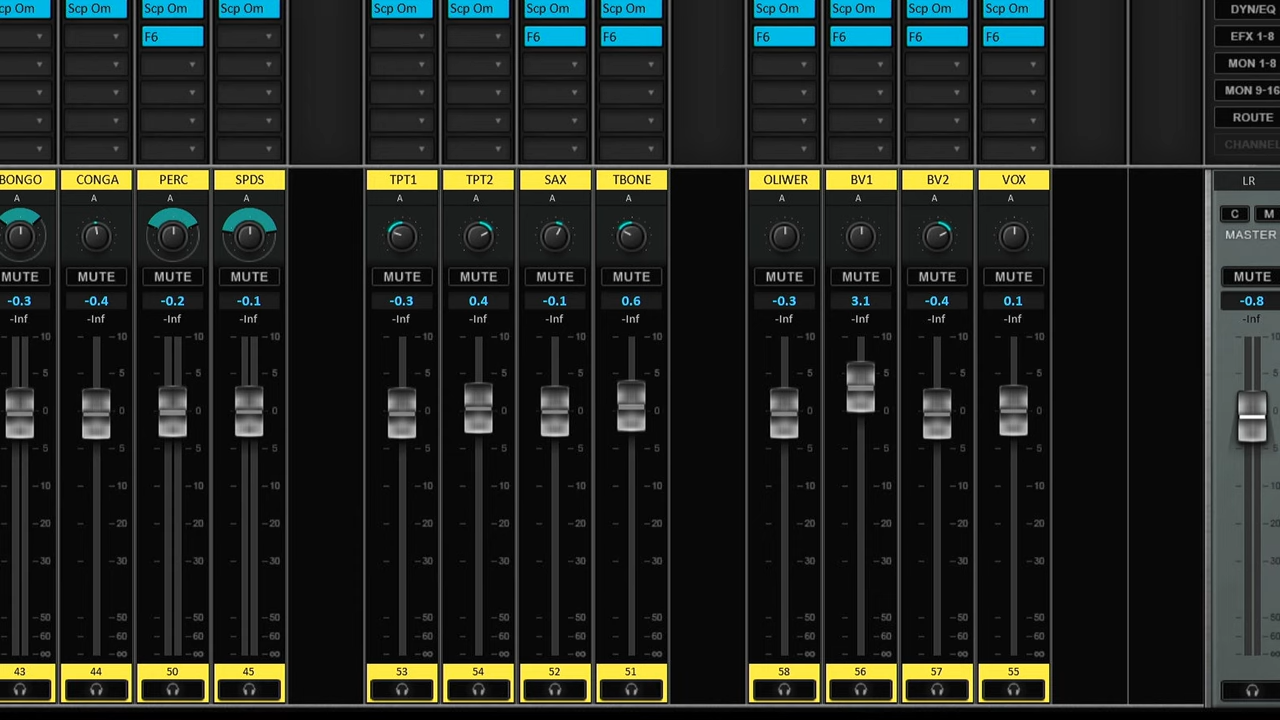 Scp Om Scp Om Scp Om Scp Om Scp Om Scp Om Scp Om Scp Om Scp Om Scp Om Scp Om Scp Om DYN/EQ
F6 F6 F6 F6 F6 F6 F6 EFX 1-8
MON 1-8
MON 9-16
ROUTE
CHANNEL
BONGO CONGA PERC SPDS TPT1 TPT2 SAX TBONE OLIWER BV1 BV2 VOX LR
A A A A A A A A A A A
C M
MASTER
MUTE MUTE MUTE MUTE MUTE MUTE MUTE MUTE MUTE MUTE MUTE MUTE MUTE
-0.3 -0.4 -0.2 -0.1 -0.3 0.4 -0.1 0.6 -0.3 3.1 -0.4 0.1 -0.8
-Inf -Inf -Inf -Inf -Inf -Inf -Inf -Inf -Inf -Inf -Inf -Inf -Inf
10 10 10 10 10 10 10 10 10 10 10 10 10
5 5 5 5 5 5 5 5 5 5 5 5 5
0 0 0 0 0 0 0 0 0 0 0 0 0
5 5 5 5 5 5 5 5 5 5 5 5 5
10 10 10 10 10 10 10 10 10 10 10 10 10
20 20 20 20 20 20 20 20 20 20 20 20 20
30 30 30 30 30 30 30 30 30 30 30 30 30
50 50 50 50 50 50 50 50 50 50 50 50 50
60 60 60 60 60 60 60 60 60 60 60 60 60
∞ ∞ ∞ ∞ ∞ ∞ ∞ ∞ ∞ ∞ ∞ ∞ ∞
43 44 50 45 53 54 52 51 58 56 57 55